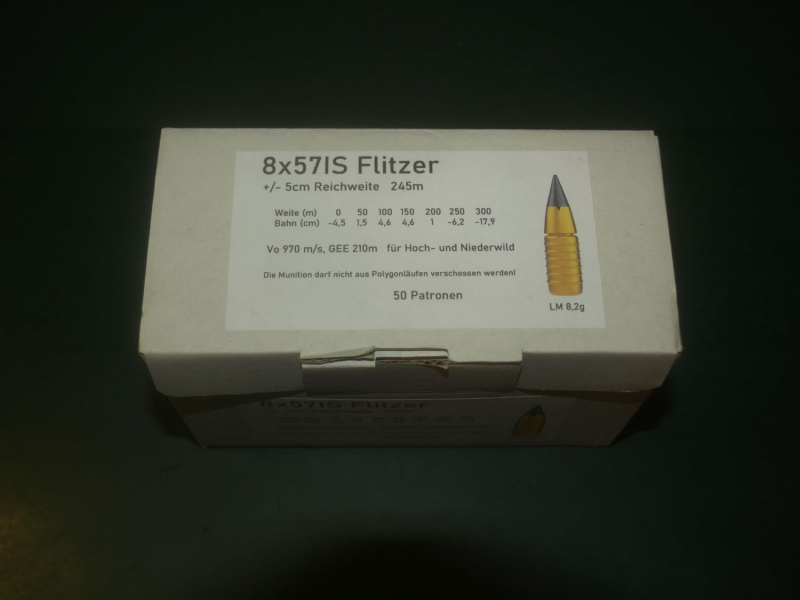 8x57IS Flitzer
+/- 5cm Reichweite 245m
Weite (m) 0 50 100 150 200 250 300
Bahn (cm) -4,5 1,5 4,6 4,6 1 -6,2 -17,9
Vo 970 m/s, GEE 210m für Hoch- und Niederwild
Die Munition darf nicht aus Polygonläufen verschossen werden!
50 Patronen
LM 8,2g
8x57IS Flitzer